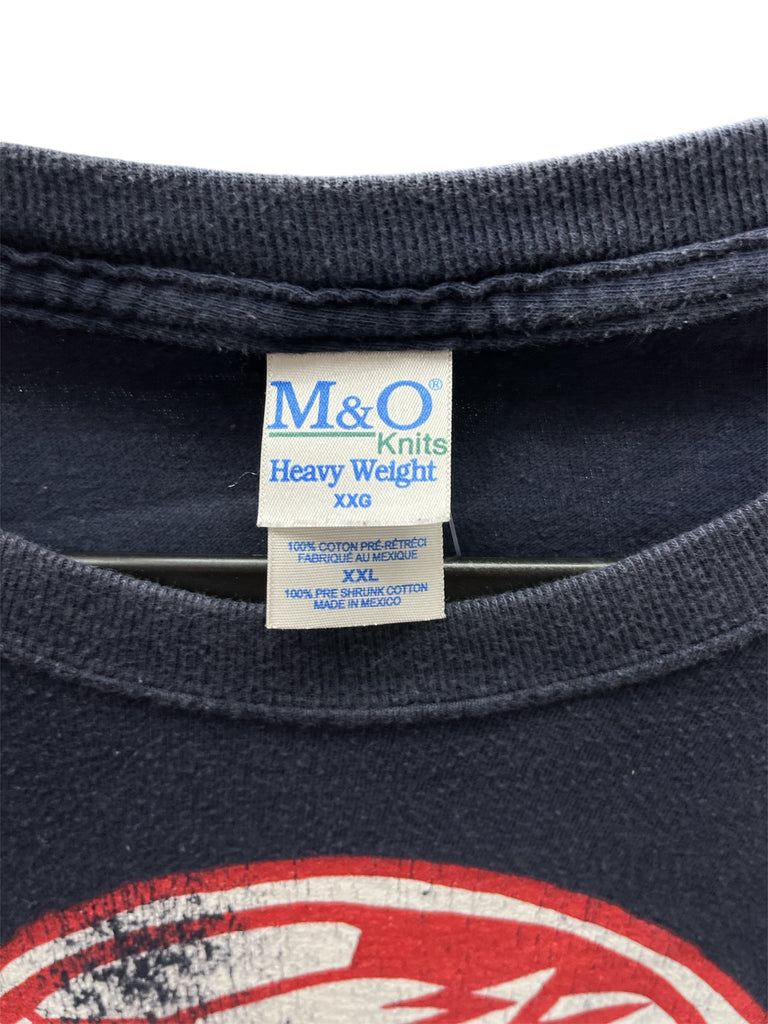 M&O®
Knits
Heavy Weight
XXG
100% COTON PRÉ-RÉTRÉCI
FABRIQUÉ AU MEXIQUE
XXL
100% PRE SHRUNK COTTON
MADE IN MEXICO